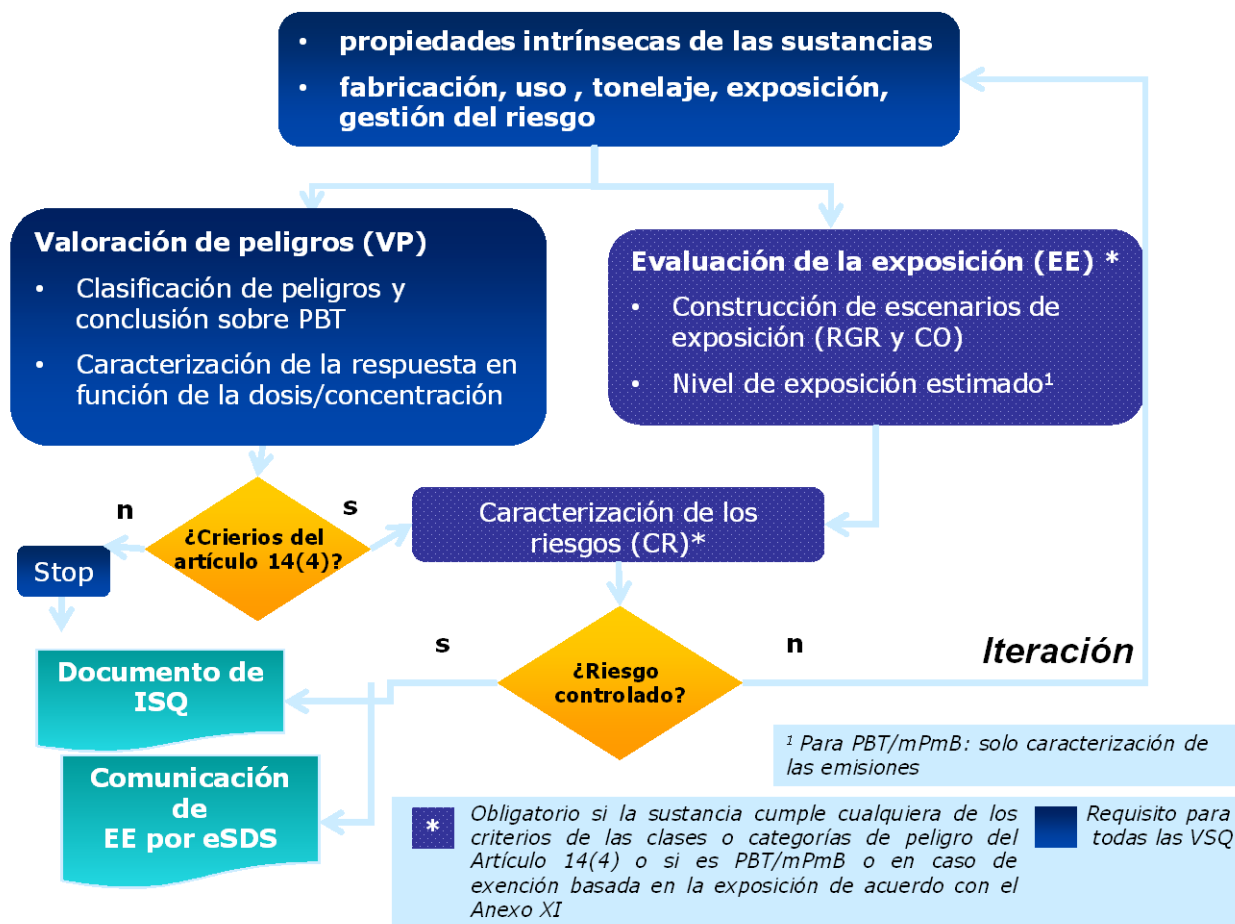 • propiedades intrínsecas de las sustancias
• fabricación, uso , tonelaje, exposición,
gestión del riesgo
Valoración de peligros (VP)
• Clasificación de peligros y
conclusión sobre PBT
• Caracterización de la respuesta en
función de la dosis/concentración
Evaluación de la exposición (EE) *
• Construcción de escenarios de
exposición (RGR y CO)
• Nivel de exposición estimado¹
n
s
¿Crierios del
artículo 14(4)?
Caracterización de los
riesgos (CR)*
Stop
s
n
Iteración
¿Riesgo
controlado?
Documento de
ISQ
Comunicación
de
EE por eSDS
¹ Para PBT/mPmB: solo caracterización de
las emisiones
* Obligatorio si la sustancia cumple cualquiera de los
criterios de las clases o categorías de peligro del
Artículo 14(4) o si es PBT/mPmB o en caso de
exención basada en la exposición de acuerdo con el
Anexo XI
Requisito para
todas las VSQ